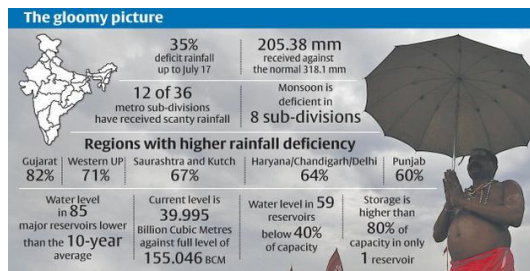 The gloomy picture
35%
deficit rainfall
up to July 17
205.38 mm
received against
the normal 318.1 mm
12 of 36
metro sub-divisions
have received scanty rainfall
Monsoon is
deficient in
8 sub-divisions
Regions with higher rainfall deficiency
Gujarat
82%
Western UP
71%
Saurashtra and Kutch
67%
Haryana/Chandigarh/Delhi
64%
Punjab
60%
Water level
in 85
major reservoirs lower
than the 10-year
average
Current level is
39.995
Billion Cubic Metres
against full level of
155.046 BCM
Water level in 59
reservoirs
below 40%
of capacity
Storage is
higher than
80% of
capacity in only
1 reservoir